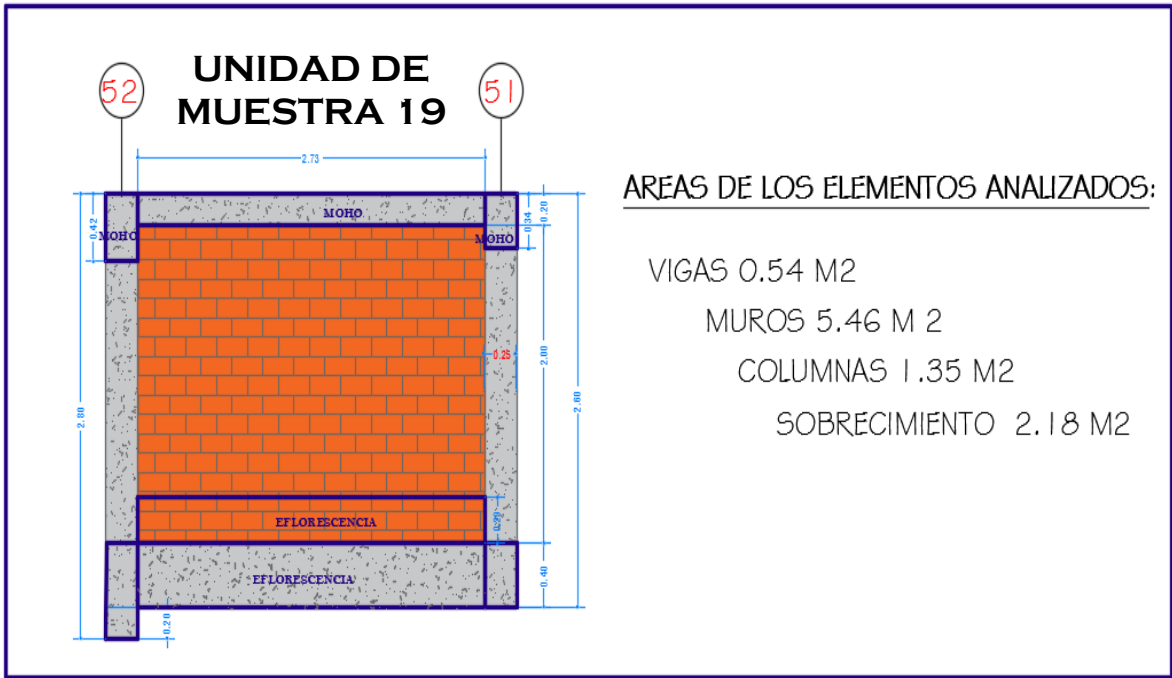 UNIDAD DE
MUESTRA 19
52
51
2.73
MOHO
MOHO
MOHO
0.42
0.34
0.20
2.00
0.25
2.80
2.60
EFLORESCENCIA
0.20
EFLORESCENCIA
0.40
0.20
AREAS DE LOS ELEMENTOS ANALIZADOS:
VIGAS 0.54 M2
MUROS 5.46 M 2
COLUMNAS 1.35 M2
SOBRECIMIENTO 2.18 M2